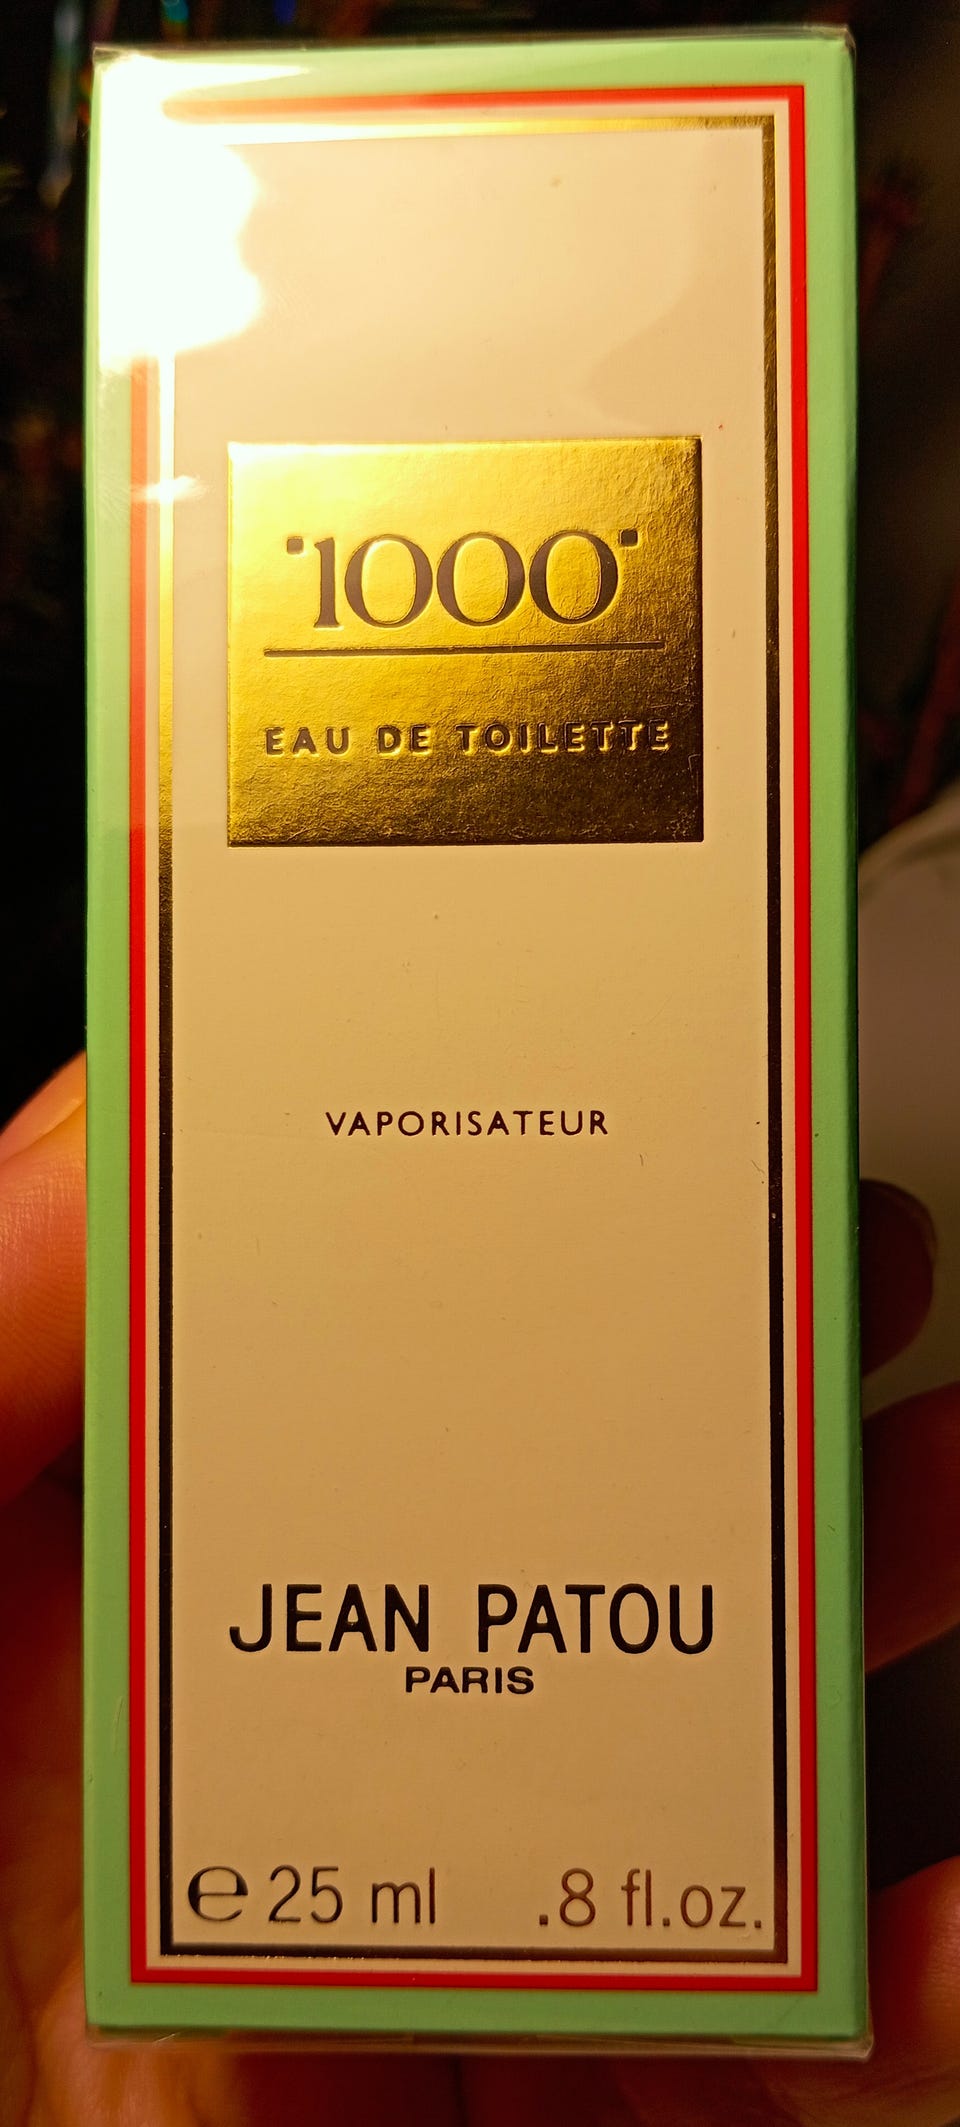 "1000"
EAU DE TOILETTE
VAPORISATEUR
JEAN PATOU
PARIS
℮ 25 ml .8 fl.oz.